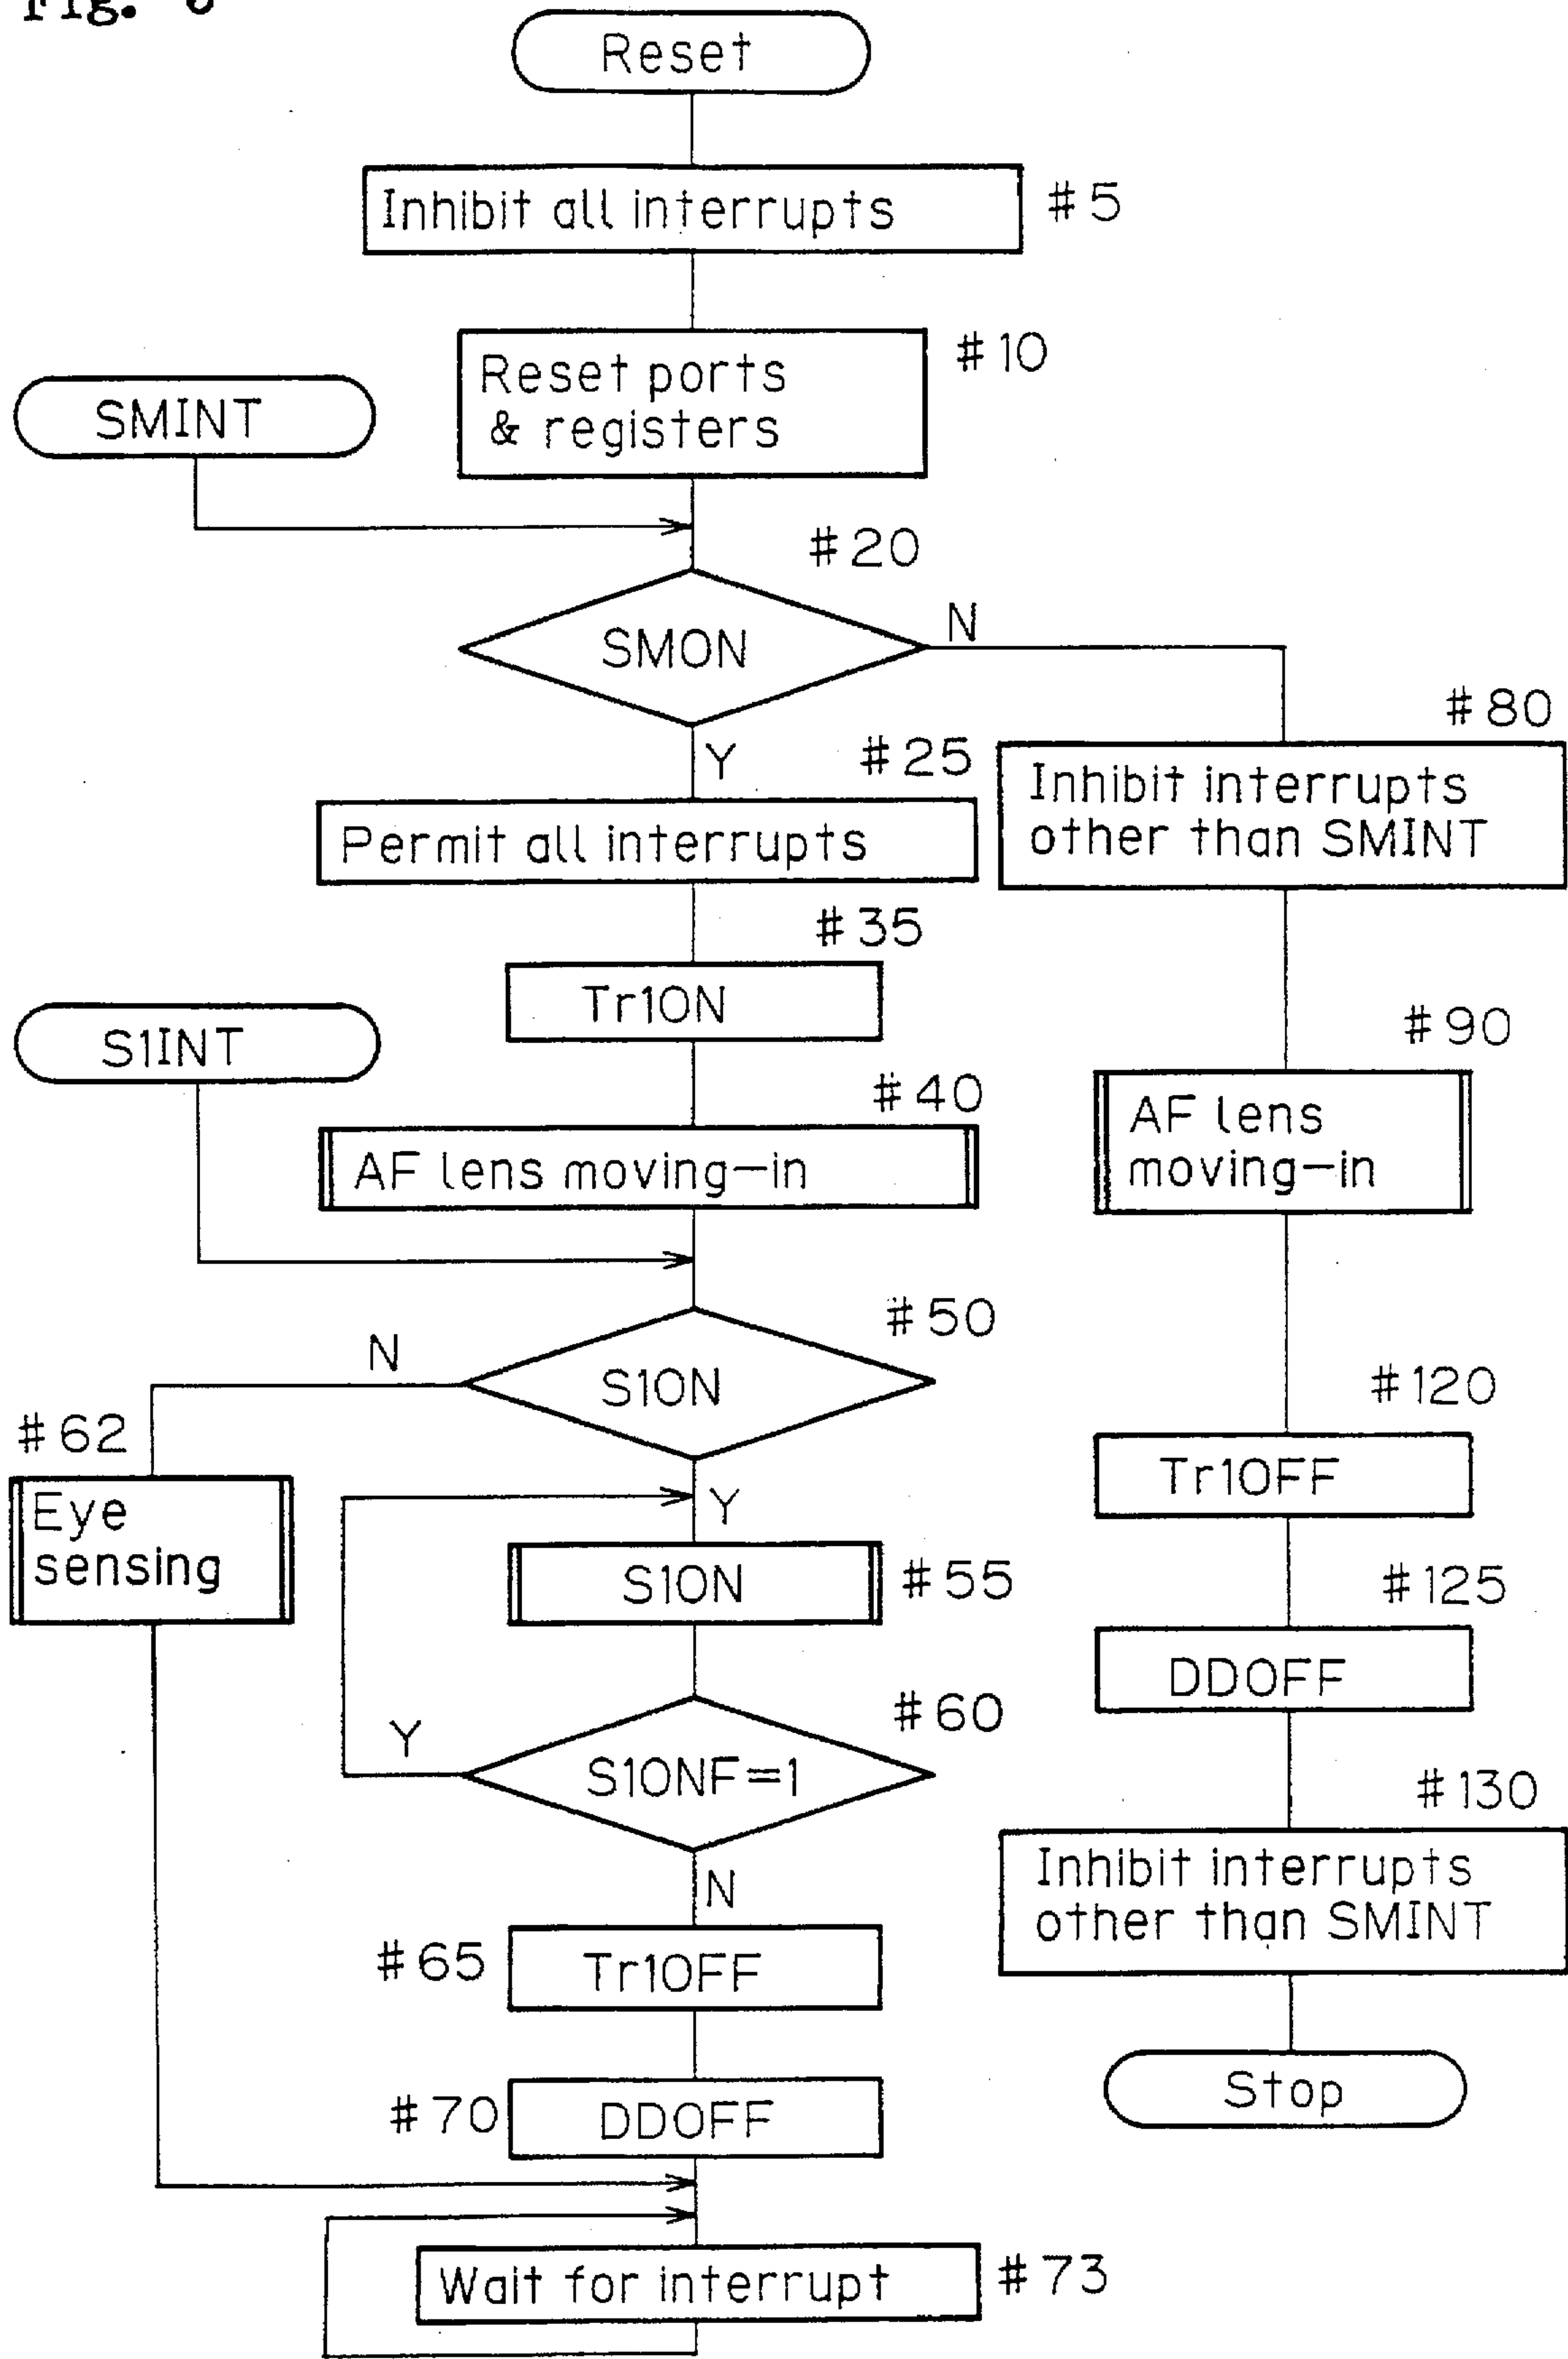 Fig. 6
Reset
Inhibit all interrupts
#5
Reset ports
& registers
#10
SMINT
#20
SMON
N
Y
#25
#80
Inhibit interrupts
other than SMINT
Permit all interrupts
#35
Tr1ON
S1INT
#90
#40
AF lens
moving-in
AF lens moving-in
#50
N
S1ON
#120
#62
Tr1OFF
Eye
sensing
Y
S1ON
#55
#125
DDOFF
#60
Y
S1ONF=1
#130
Inhibit interrupts
other than SMINT
N
#65
Tr1OFF
Stop
#70
DDOFF
Wait for interrupt
#73